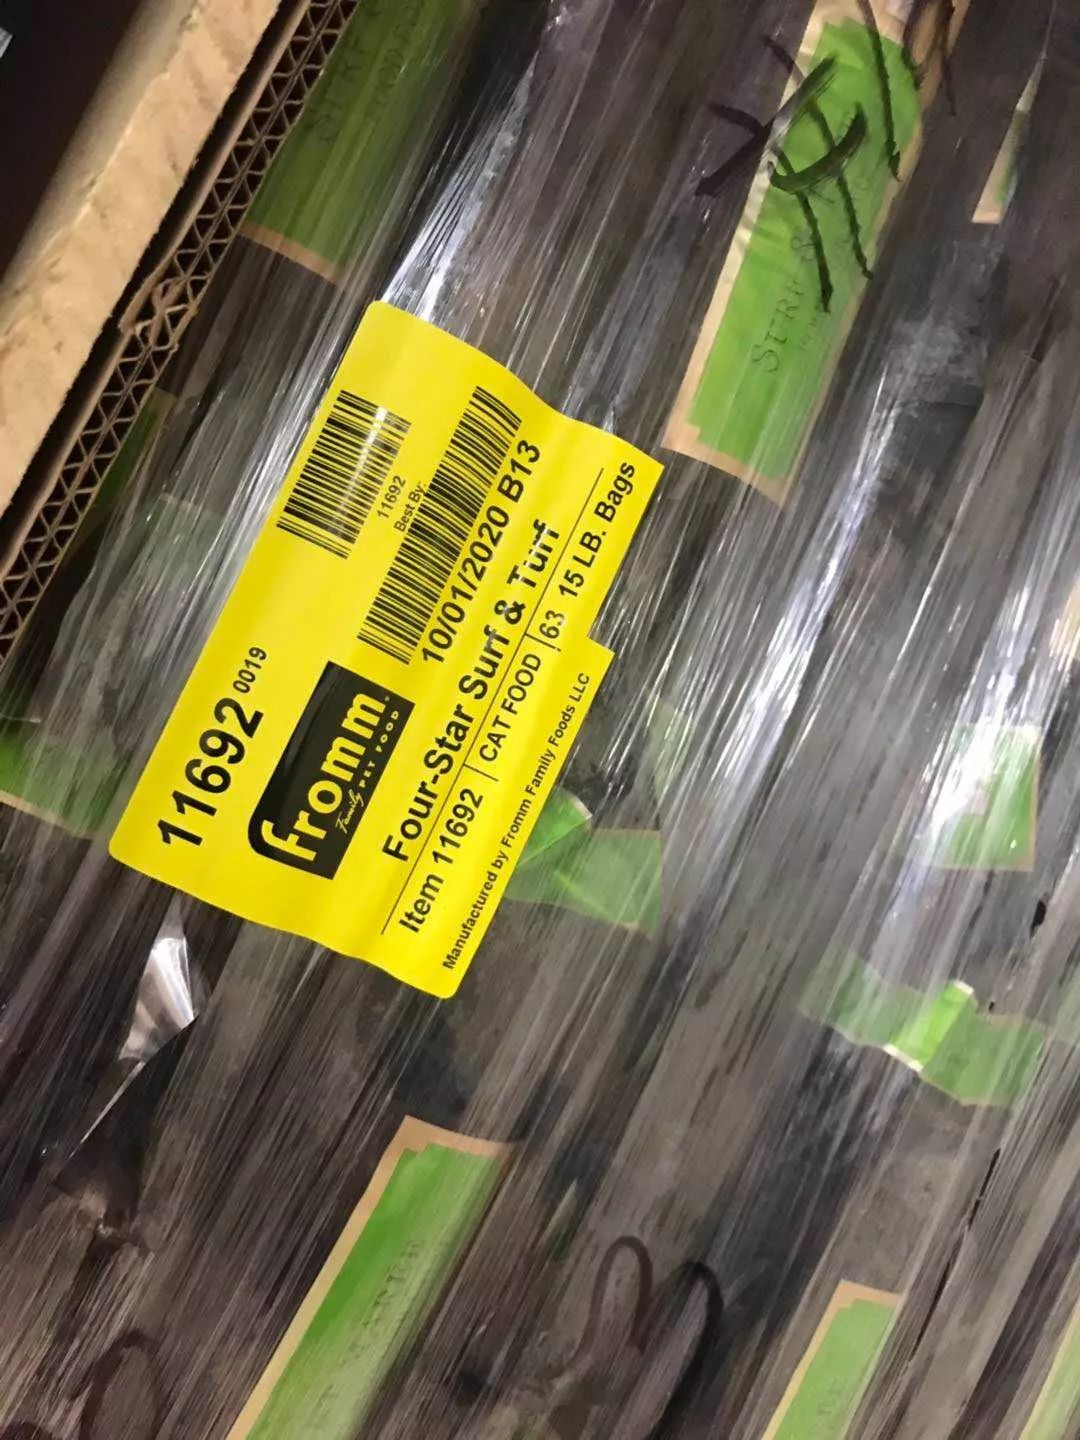 11692 0019
11692
Best By:
10/01/2020 B13
fromm®
Family PET FOOD
Four-Star Surf & Turf
Item 11692 | CAT FOOD | 63 15 LB. Bags
Manufactured by Fromm Family Foods LLC
SURF &